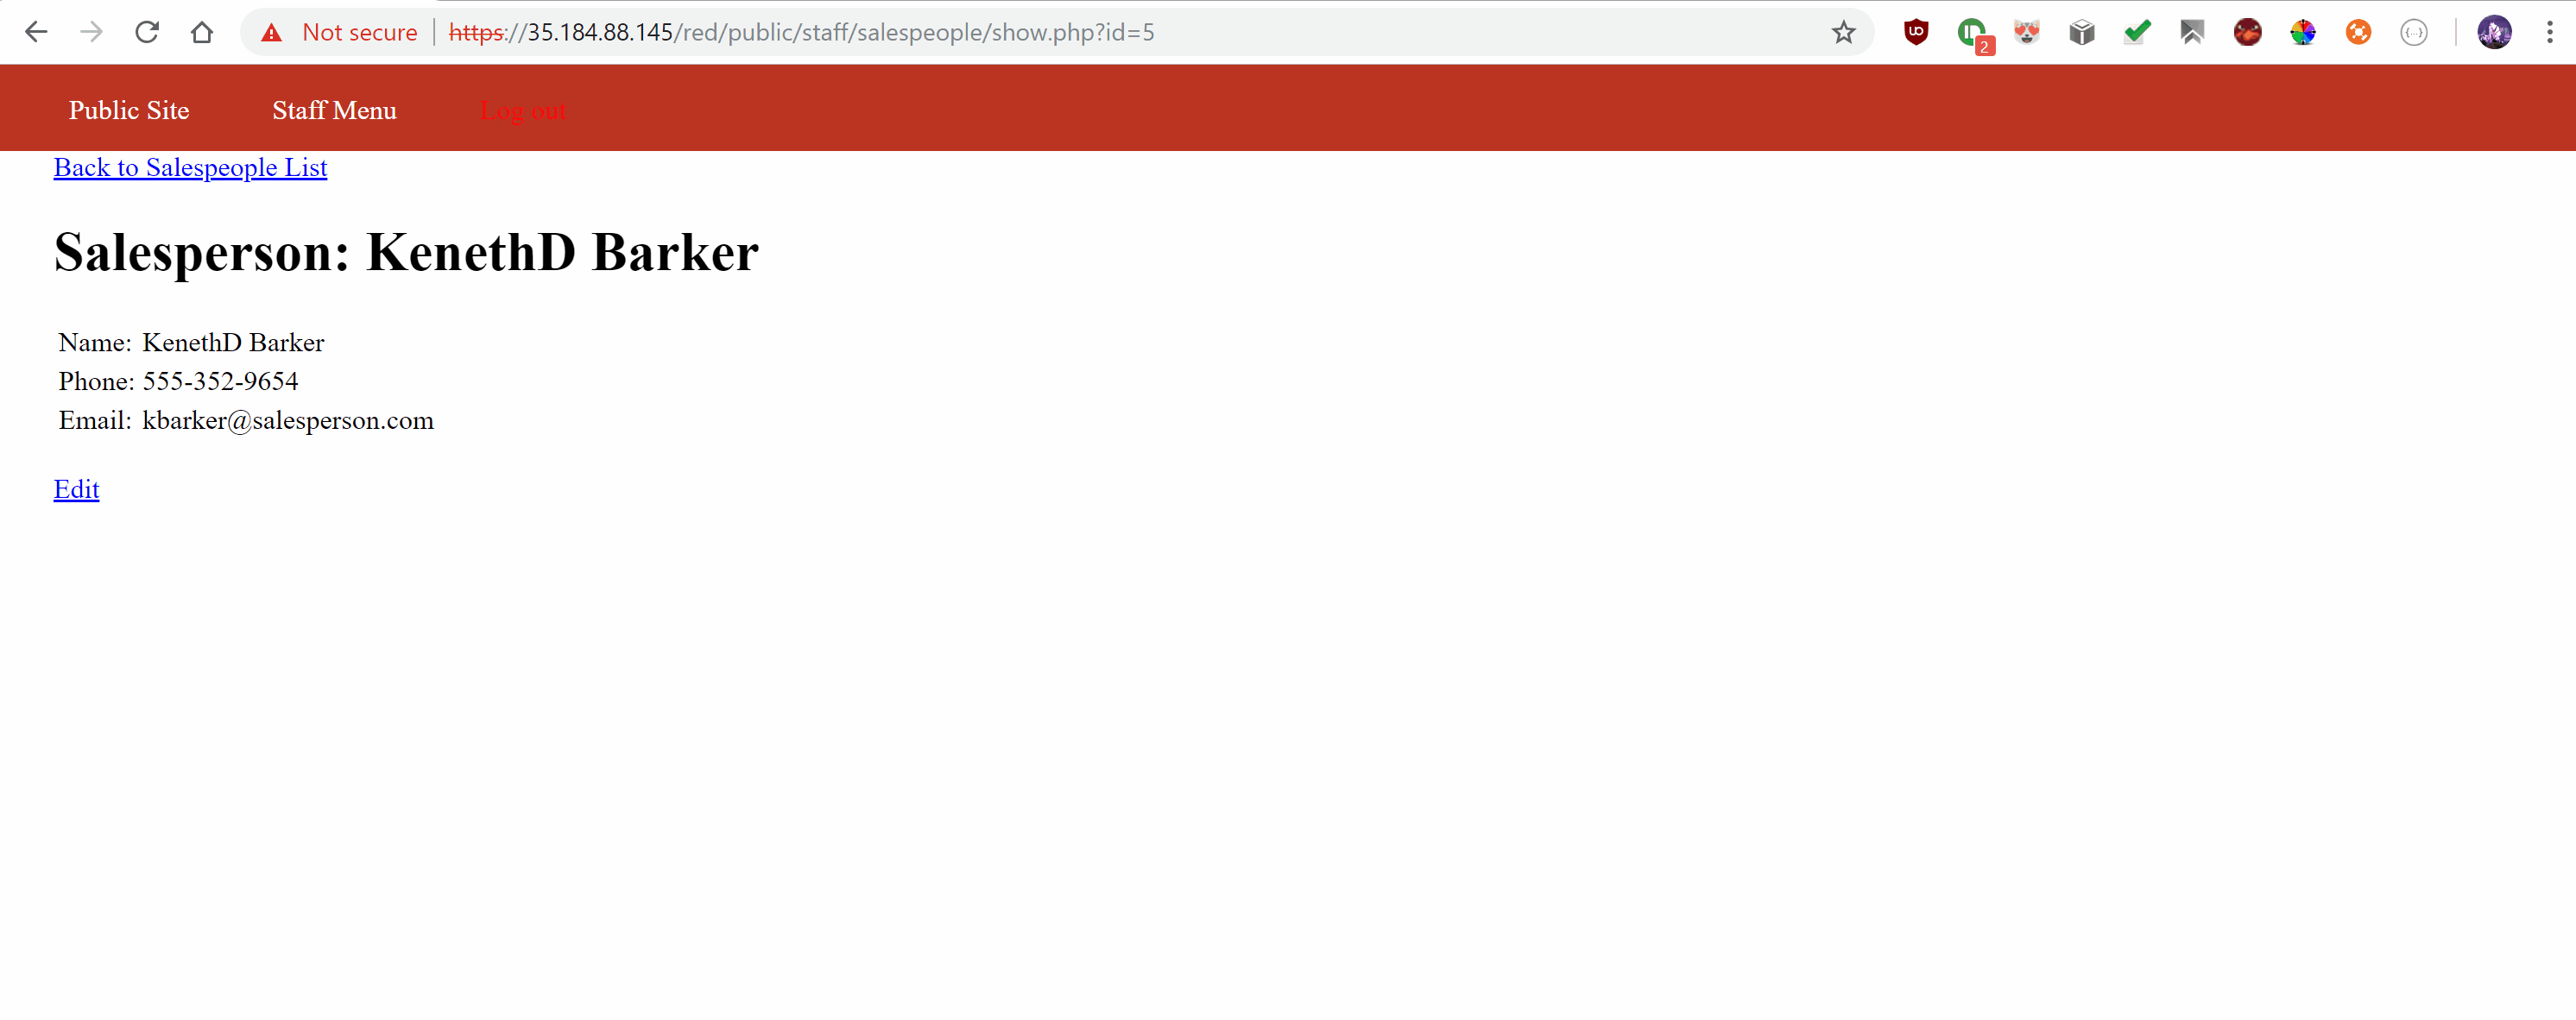 Not secure https://35.184.88.145/red/public/staff/salespeople/show.php?id=5
2
Public Site Staff Menu Log out
Back to Salespeople List
Salesperson: KenethD Barker
Name: KenethD Barker
Phone: 555-352-9654
Email: kbarker@salesperson.com
Edit